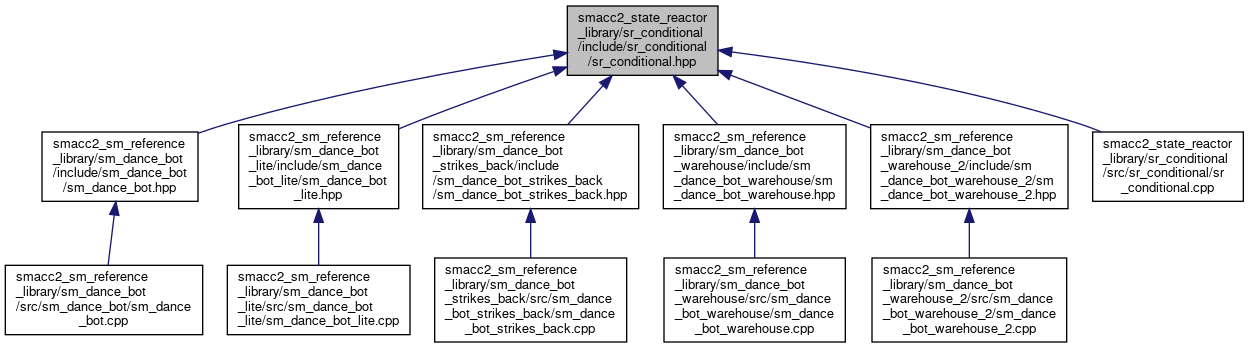 smacc2_state_reactor
_library/sr_conditional
/include/sr_conditional
/sr_conditional.hpp
smacc2_sm_reference
_library/sm_dance_bot
/include/sm_dance_bot
/sm_dance_bot.hpp
smacc2_sm_reference
_library/sm_dance_bot
_lite/include/sm_dance
_bot_lite/sm_dance_bot
_lite.hpp
smacc2_sm_reference
_library/sm_dance_bot
_strikes_back/include
/sm_dance_bot_strikes_back
/sm_dance_bot_strikes_back.hpp
smacc2_sm_reference
_library/sm_dance_bot
_warehouse/include/sm
_dance_bot_warehouse/sm
_dance_bot_warehouse.hpp
smacc2_sm_reference
_library/sm_dance_bot
_warehouse_2/include/sm
_dance_bot_warehouse_2/sm
_dance_bot_warehouse_2.hpp
smacc2_state_reactor
_library/sr_conditional
/src/sr_conditional/sr
_conditional.cpp
smacc2_sm_reference
_library/sm_dance_bot
/src/sm_dance_bot/sm_dance
_bot.cpp
smacc2_sm_reference
_library/sm_dance_bot
_lite/src/sm_dance_bot
_lite/sm_dance_bot_lite.cpp
smacc2_sm_reference
_library/sm_dance_bot
_strikes_back/src/sm_dance
_bot_strikes_back/sm_dance
_bot_strikes_back.cpp
smacc2_sm_reference
_library/sm_dance_bot
_warehouse/src/sm_dance
_bot_warehouse/sm_dance
_bot_warehouse.cpp
smacc2_sm_reference
_library/sm_dance_bot
_warehouse_2/src/sm_dance
_bot_warehouse_2/sm_dance
_bot_warehouse_2.cpp